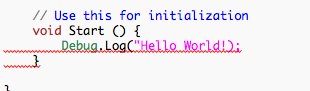 // Use this for initialization
void Start () {
Debug.Log("Hello World!);
}
}